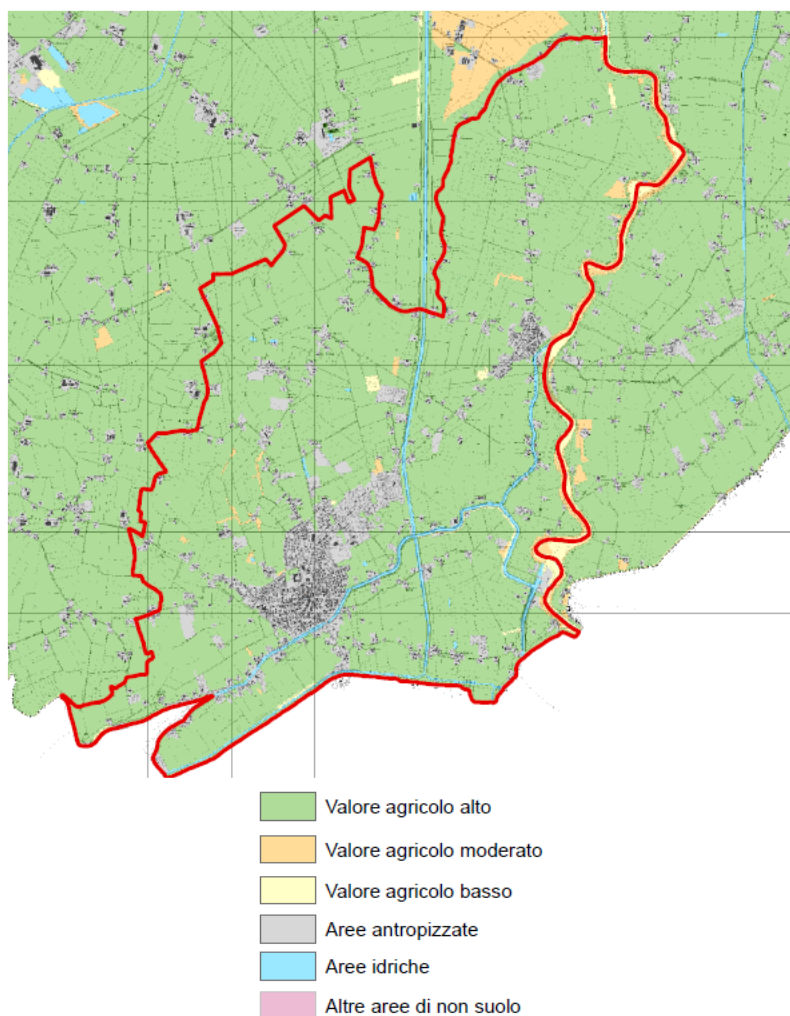 Valore agricolo alto
Valore agricolo moderato
Valore agricolo basso
Aree antropizzate
Aree idriche
Altre aree di non suolo